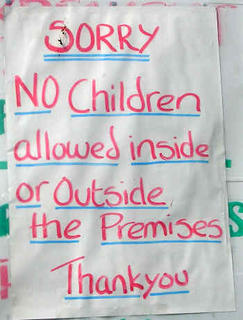 SORRY
NO Children
allowed inside
or Outside
the Premises
Thankyou
S